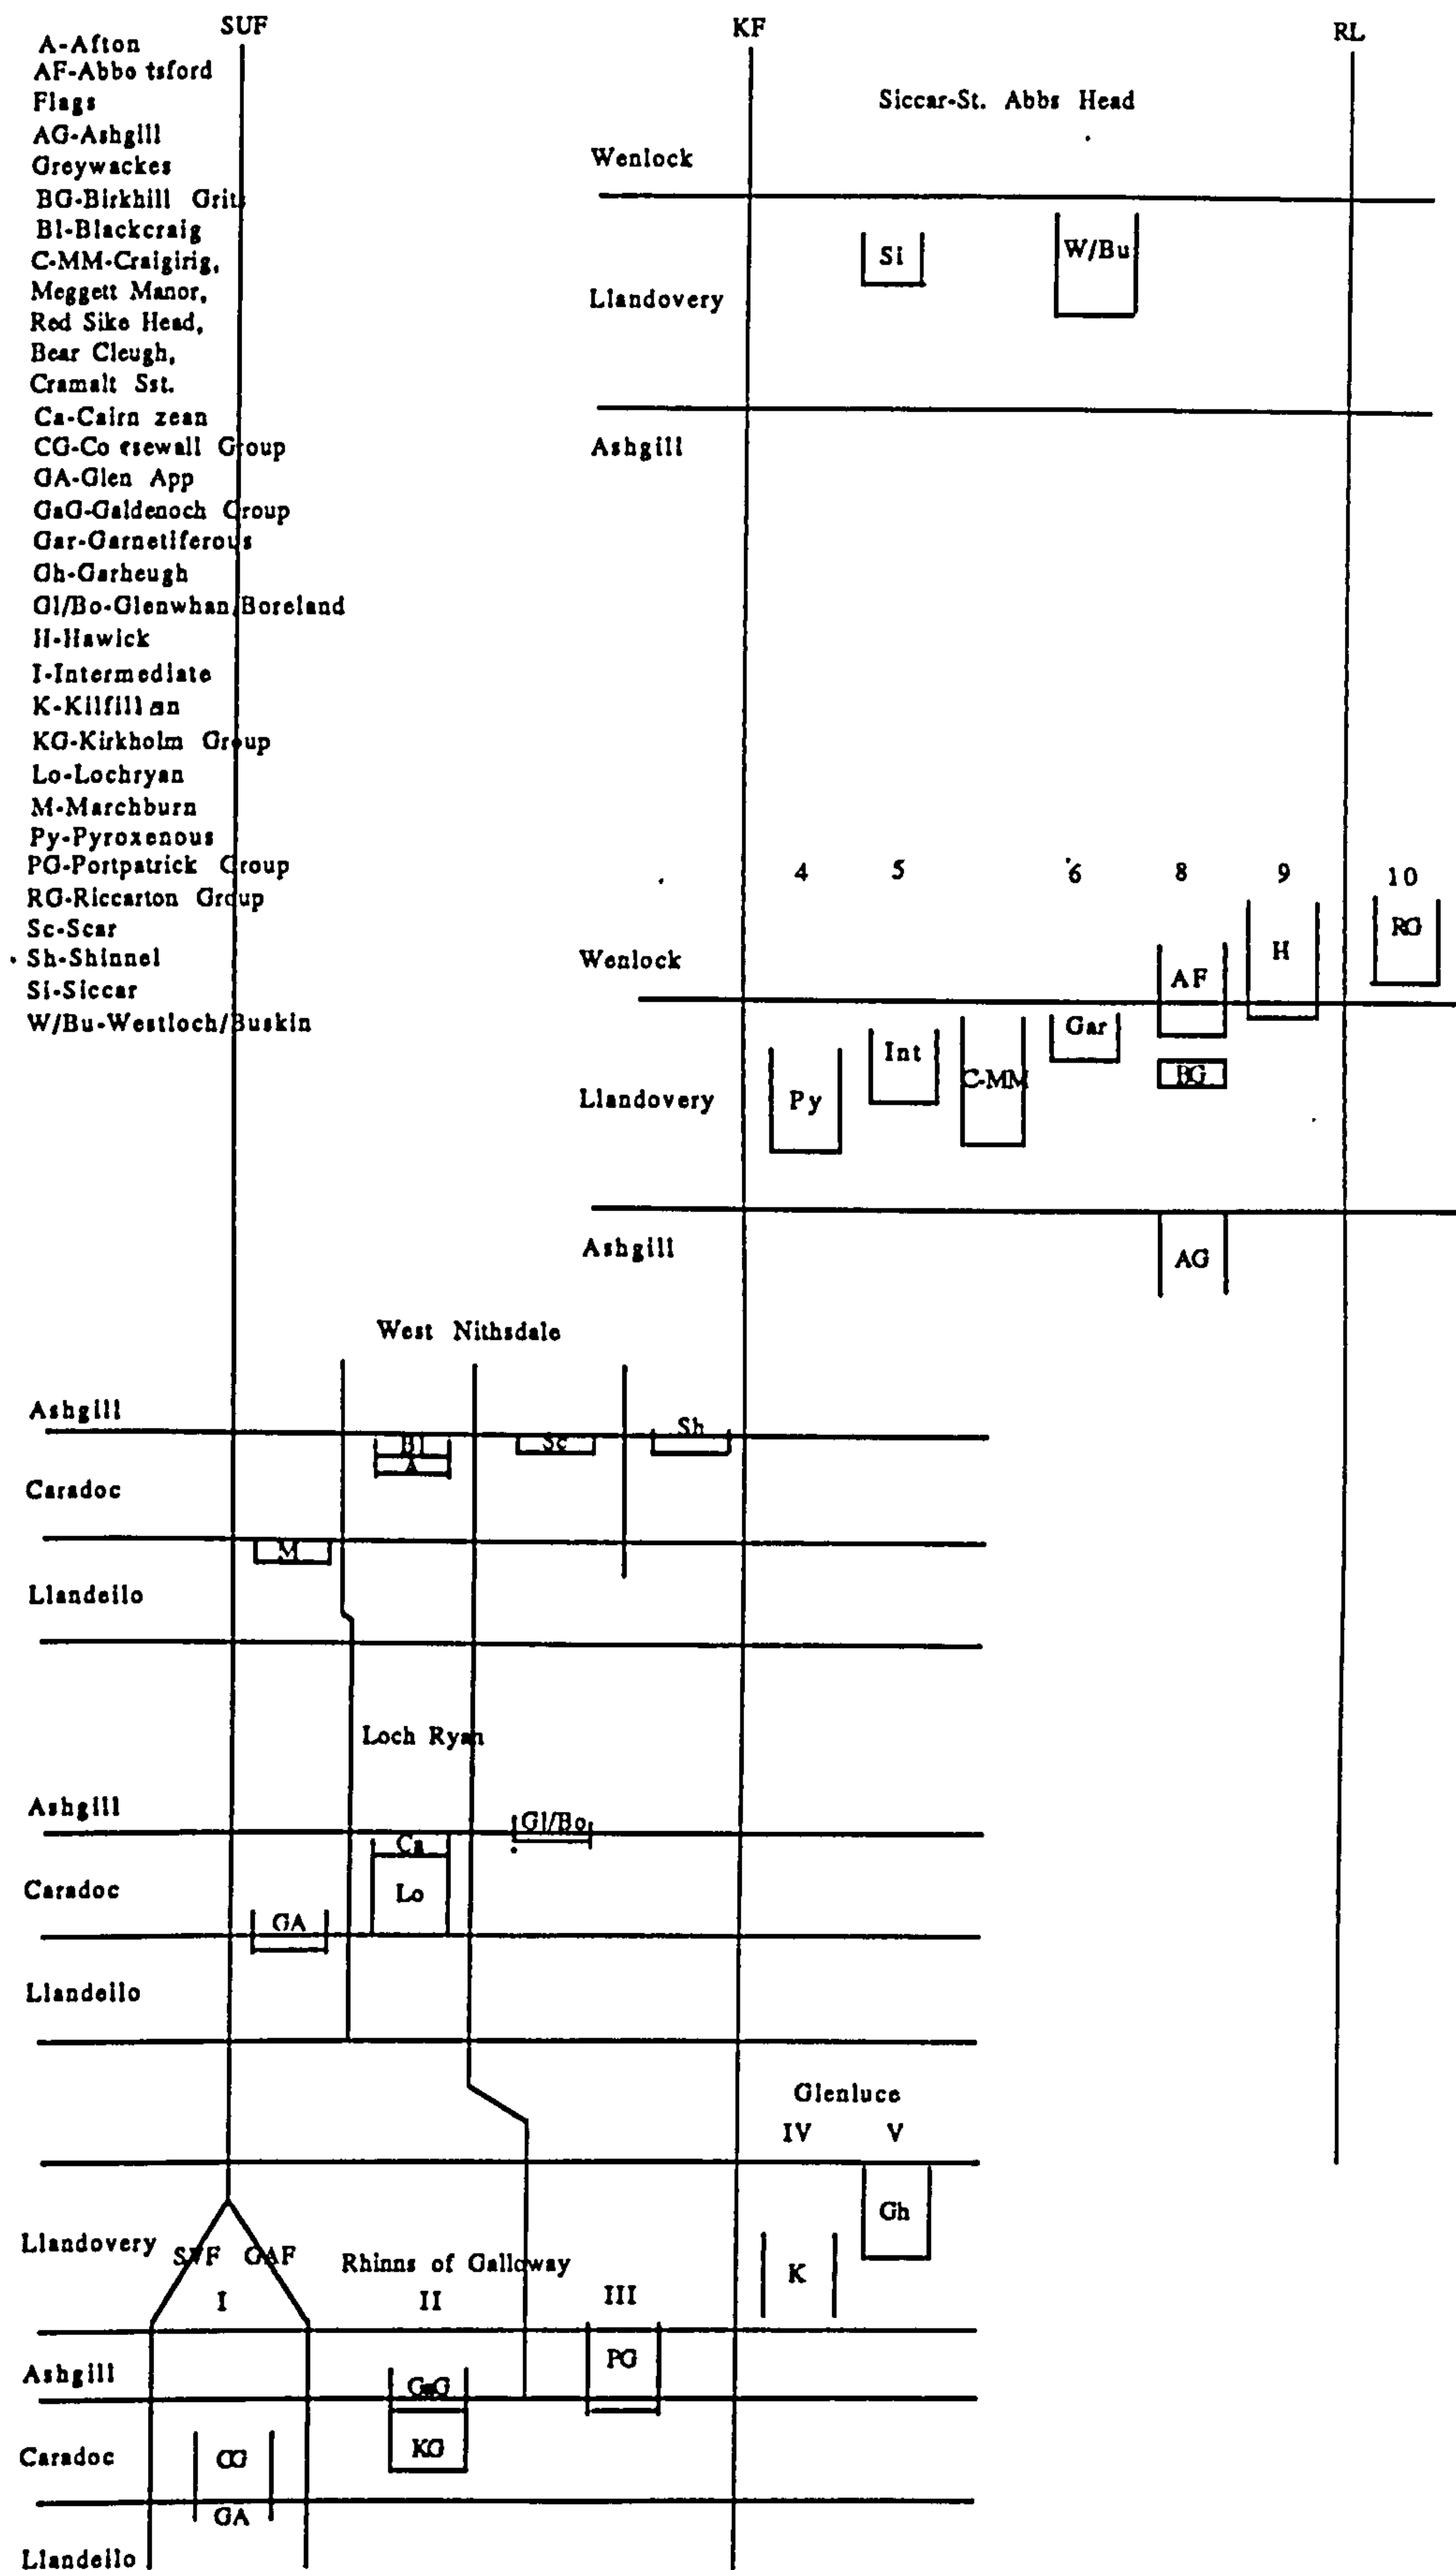 SUF
KF
RL
A-Afton
AF-Abbotsford
Flags
AG-Ashgill
Greywackes
BG-Birkhill Grits
Bl-Blackcraig
C-MM-Craigirig,
Meggett Manor,
Red Sike Head,
Bear Cleugh,
Cramalt Sst.
Ca-Cairn zean
CG-Corsewall Group
GA-Glen App
GaG-Galdenoch Group
Gar-Garnetiferous
Gh-Garheugh
Gl/Bo-Glenwhan/Boreland
H-Hawick
I-Intermediate
K-Kilfillan
KG-Kirkholm Group
Lo-Lochryan
M-Marchburn
Py-Pyroxenous
PG-Portpatrick Group
RG-Riccarton Group
Sc-Scar
Sh-Shinnel
Si-Siccar
W/Bu-Westloch/Buskin
Siccar-St. Abbs Head
Wenlock
Si
W/Bu
Llandovery
Ashgill
4 5 6 8 9 10
RG
H
Wenlock
AF
Gar
Int
C-MM
BG
Llandovery
Py
Ashgill
AG
West Nithsdale
Ashgill
Sh
Bl
Sc
A
Caradoc
M
Llandeilo
Loch Ryan
Ashgill
Gl/Bo
Ca
Caradoc
Lo
GA
Llandeilo
Glenluce
IV V
Gh
Llandovery
SVF GAF
Rhinns of Galloway
K
I II III
PG
Ashgill
GaG
KG
Caradoc
CG
GA
Llandeilo